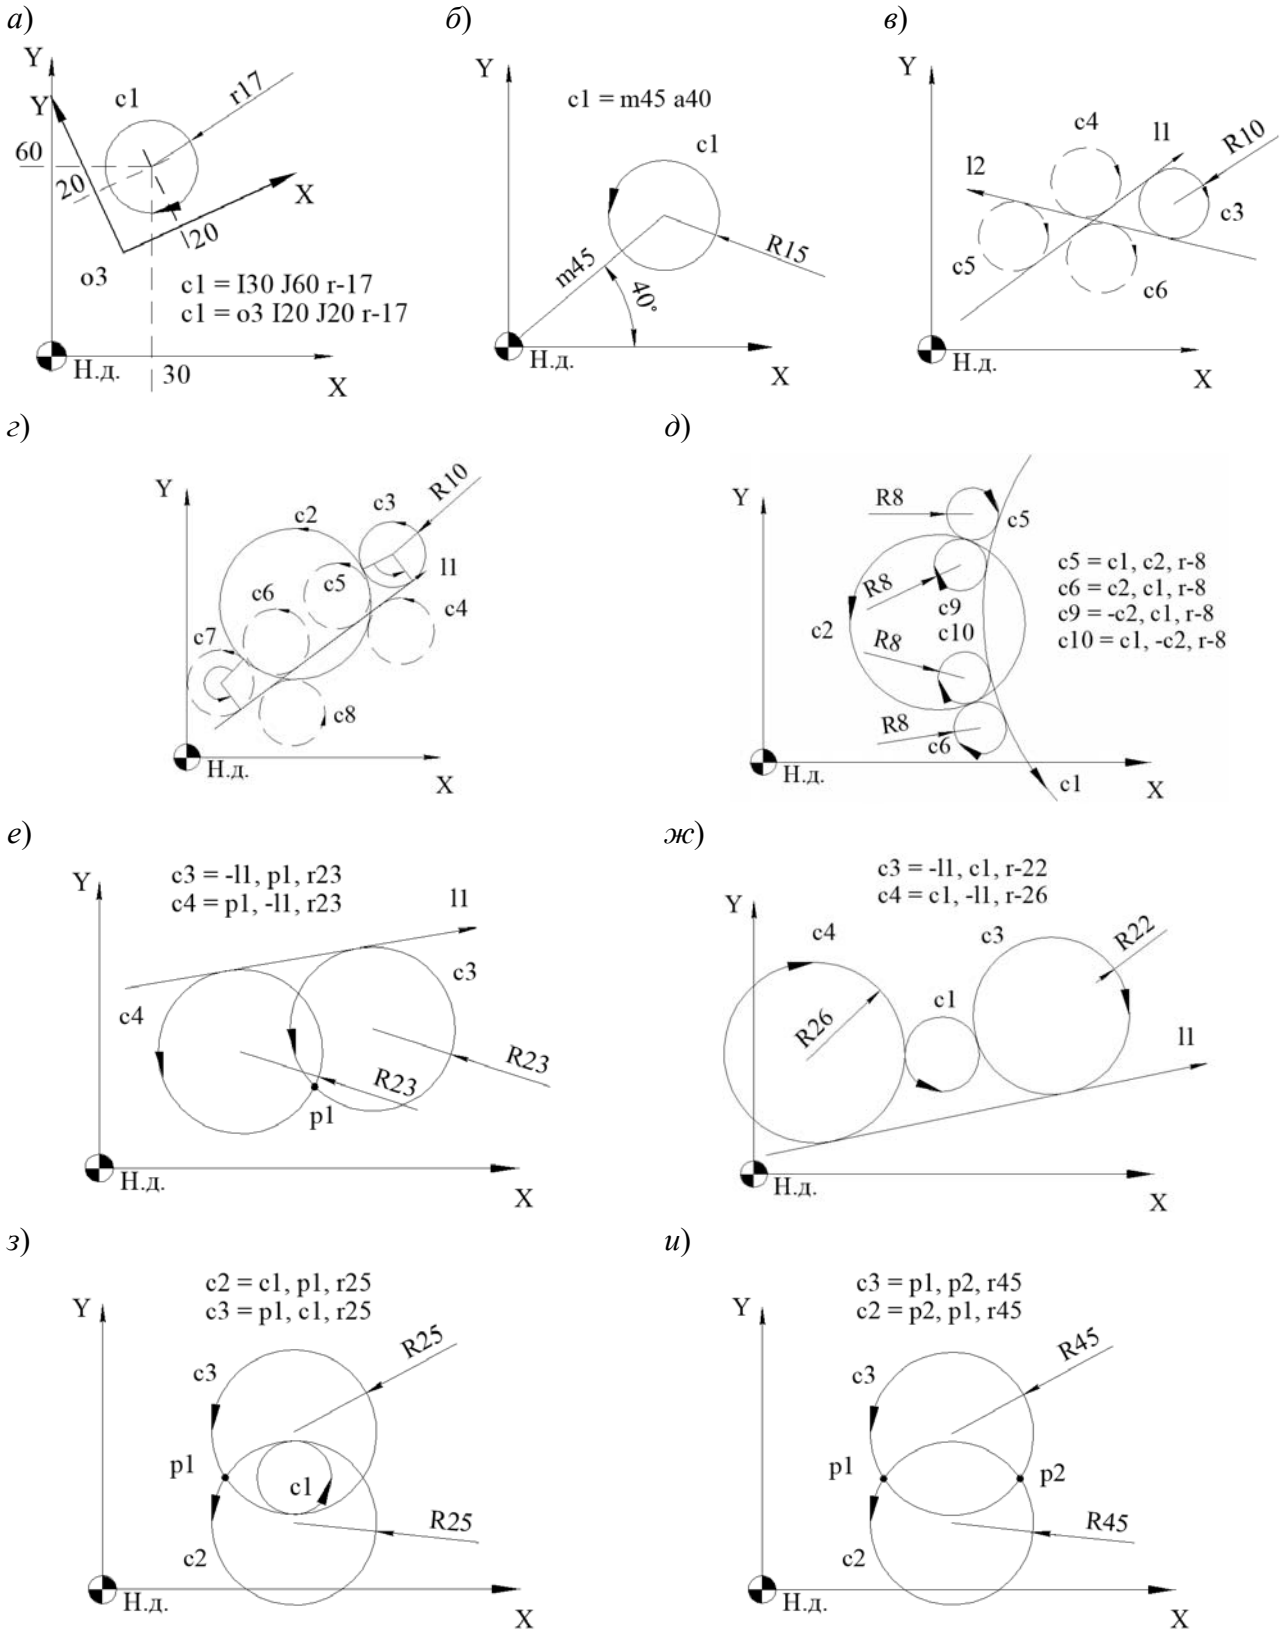 а)
б)
в)
Y
Y
c1
r17
60
20
120
X
o3
c1 = I30 J60 r-17
c1 = o3 I20 J20 r-17
Н.д.
30
X
Y
c1 = m45 a40
c1
m45
R15
40°
Н.д.
X
Y
c4
l1
R10
l2
c3
c5
c6
Н.д.
X
г)
д)
Y
c2
c3
R10
l1
c6
c5
c4
c7
c8
Н.д.
X
Y
R8
c5
R8
c9
c2
c10
R8
R8
c6
c5 = c1, c2, r-8
c6 = c2, c1, r-8
c9 = -c2, c1, r-8
c10 = c1, -c2, r-8
Н.д.
c1
X
е)
ж)
c3 = -l1, p1, r23
c4 = p1, -l1, r23
Y
l1
c3
c4
R23
R23
p1
Н.д.
X
c3 = -l1, c1, r-22
c4 = c1, -l1, r-26
Y
c4
c3
R22
c1
R26
l1
Н.д.
X
з)
и)
c2 = c1, p1, r25
c3 = p1, c1, r25
Y
R25
c3
p1
c1
R25
c2
Н.д.
X
c3 = p1, p2, r45
c2 = p2, p1, r45
Y
R45
c3
p1
p2
R45
c2
Н.д.
X